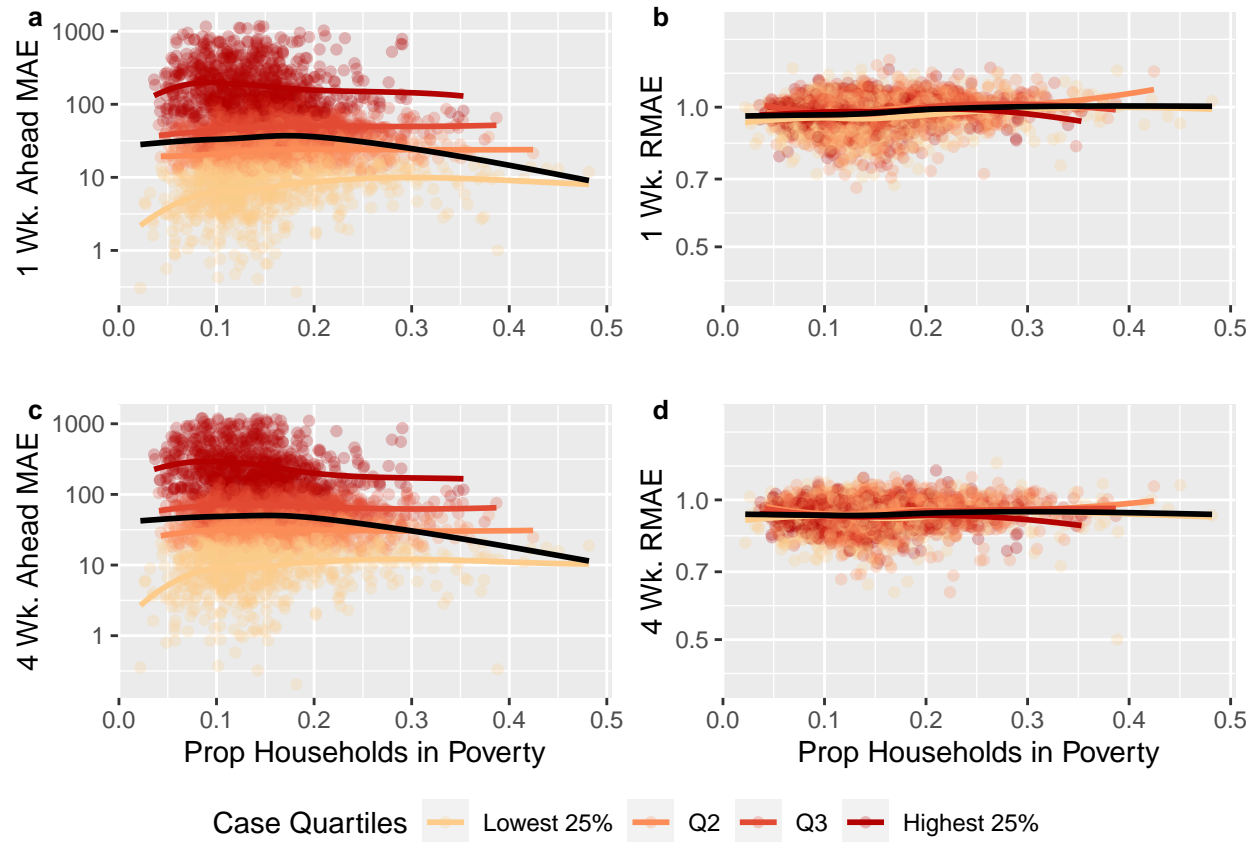 a
1 Wk. Ahead MAE
1000
100
10
1
0.0 0.1 0.2 0.3 0.4 0.5
b
1 Wk. RMAE
1.0
0.7
0.5
0.0 0.1 0.2 0.3 0.4 0.5
c
4 Wk. Ahead MAE
1000
100
10
1
0.0 0.1 0.2 0.3 0.4 0.5
Prop Households in Poverty
d
4 Wk. RMAE
1.0
0.7
0.5
0.0 0.1 0.2 0.3 0.4 0.5
Prop Households in Poverty
Case Quartiles Lowest 25% Q2 Q3 Highest 25%